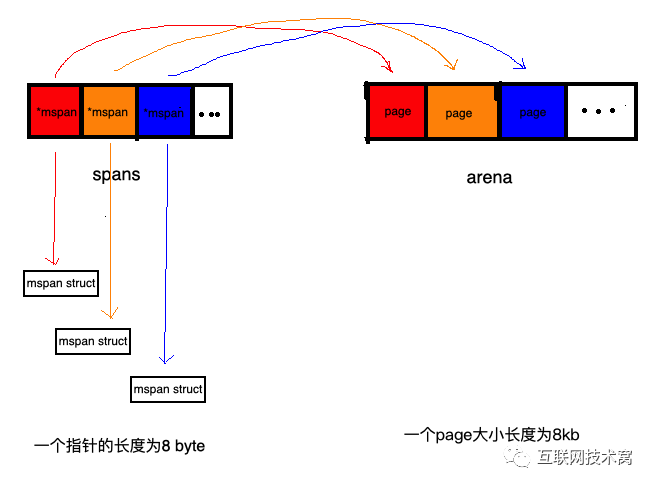 *mspan *mspan *mspan •••
page page page •••
spans
arena
mspan struct
mspan struct
mspan struct
一个指针的长度为8 byte
一个page大小长度为8kb
互联网技术窝